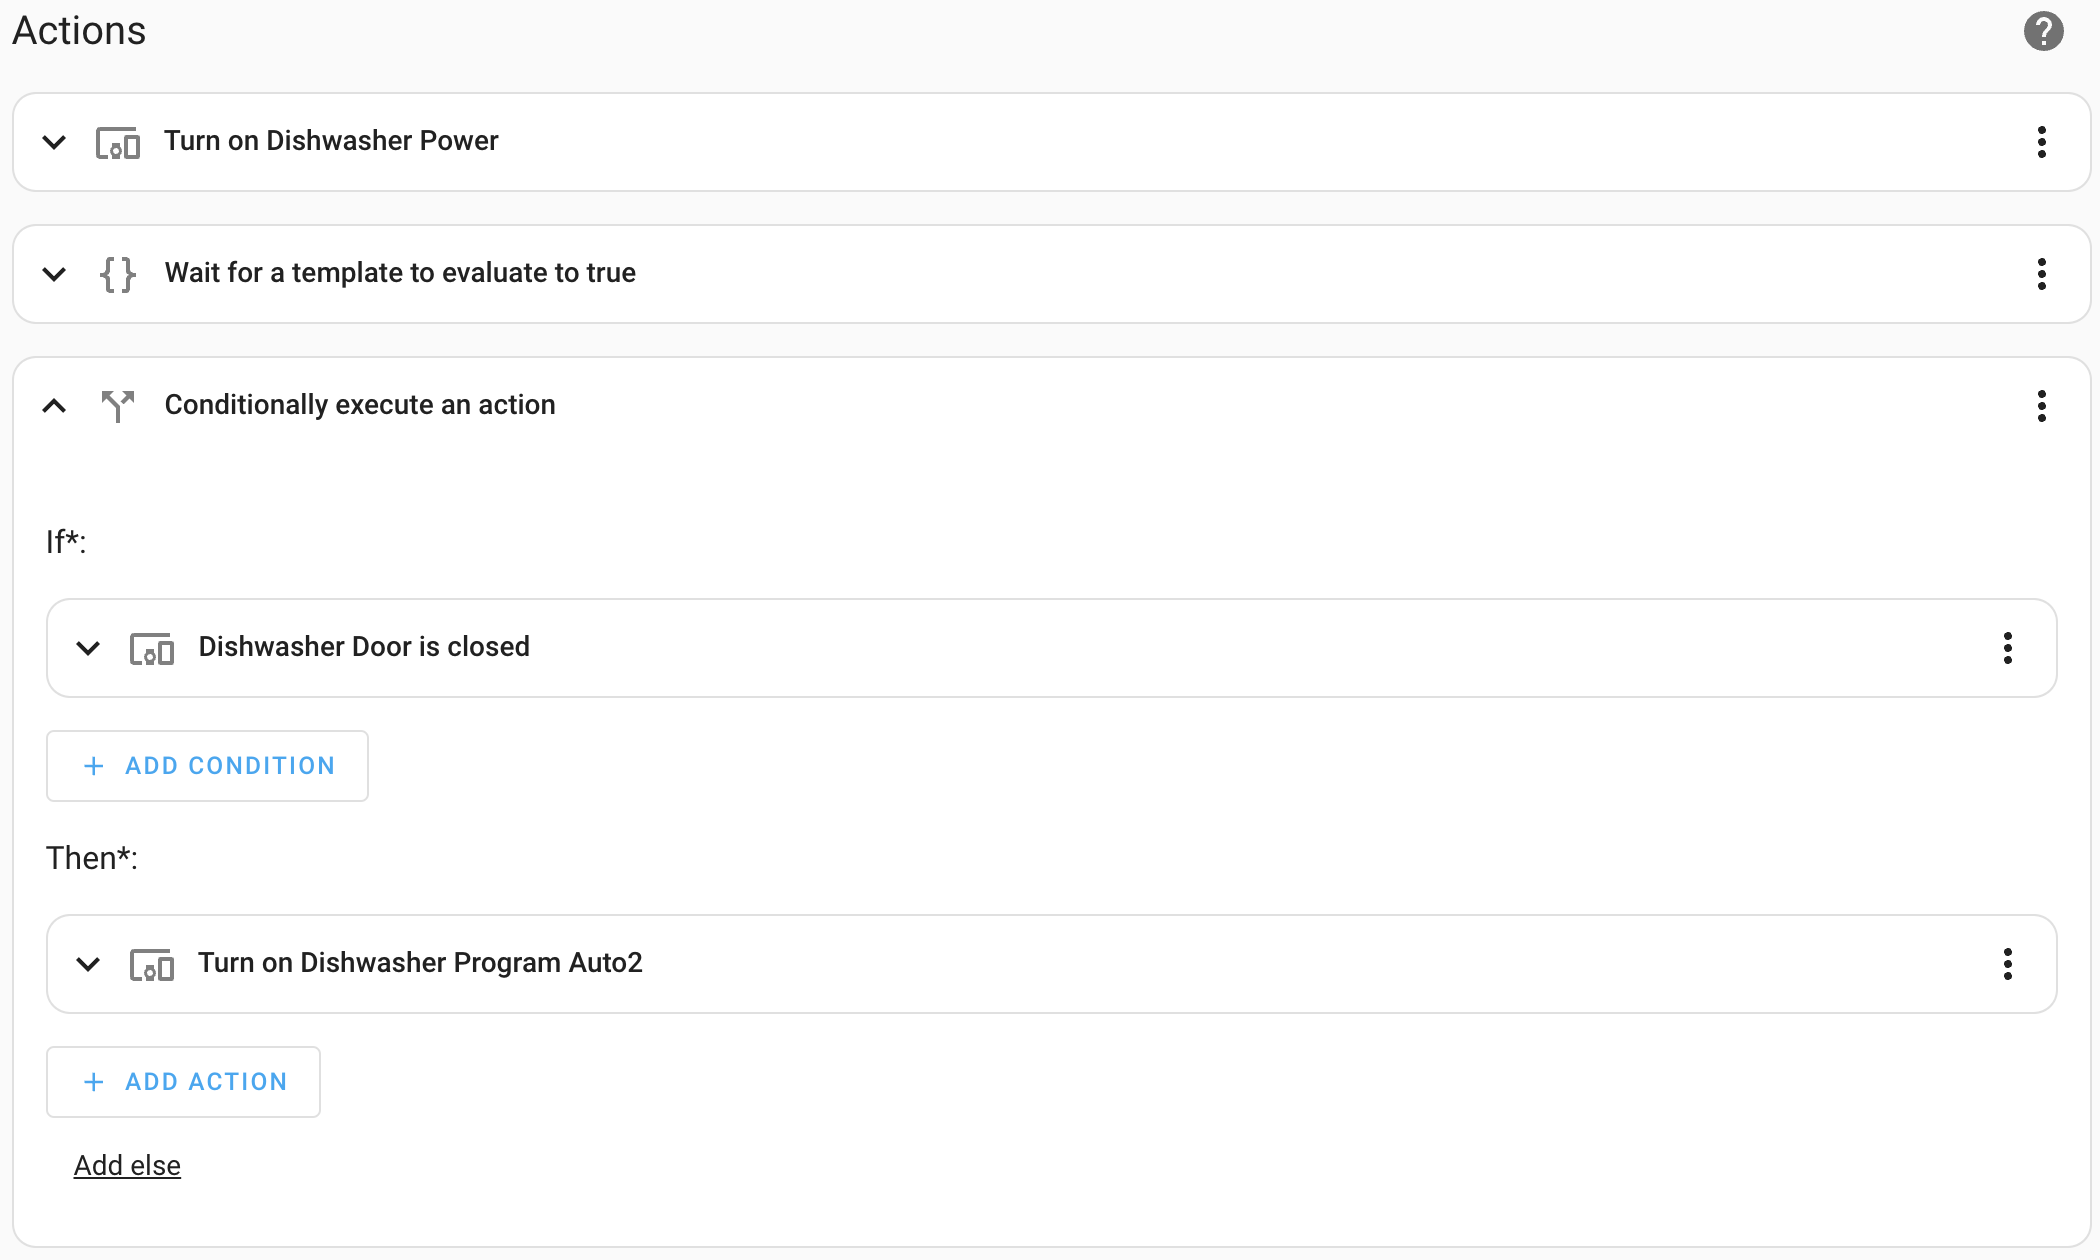 Actions
?
Turn on Dishwasher Power
{ } Wait for a template to evaluate to true
Conditionally execute an action
If*:
Dishwasher Door is closed
+ ADD CONDITION
Then*:
Turn on Dishwasher Program Auto2
+ ADD ACTION
Add else